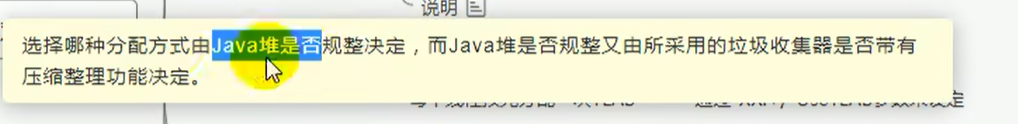 说明
选择哪种分配方式由Java堆是否规整决定，而Java堆是否规整又由所采用的垃圾收集器是否带有
压缩整理功能决定。